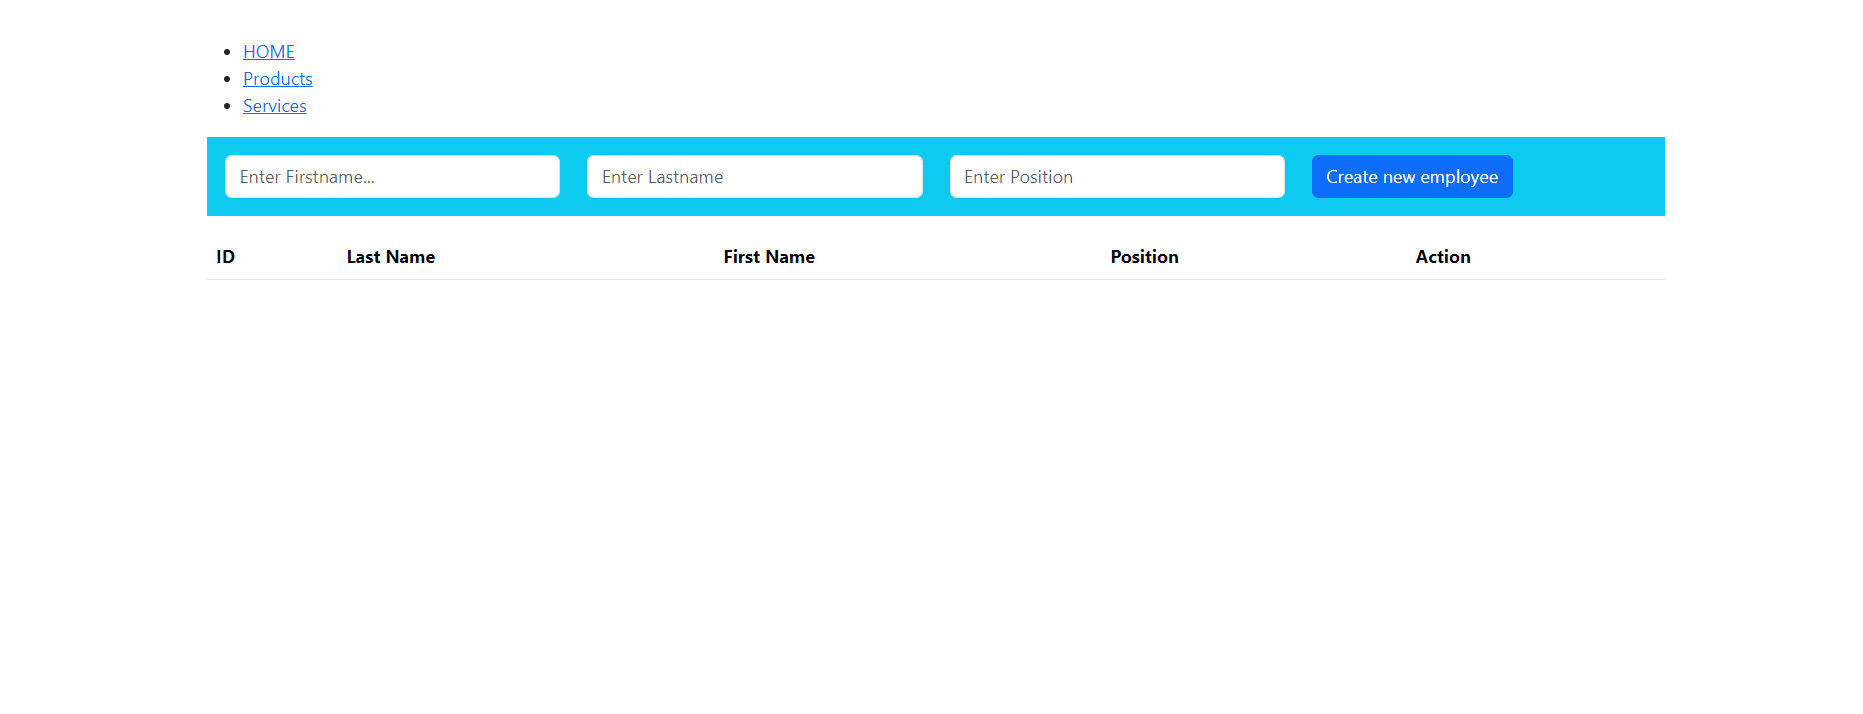 HOME
Products
Services
Enter Firstname... Enter Lastname Enter Position Create new employee
ID Last Name First Name Position Action